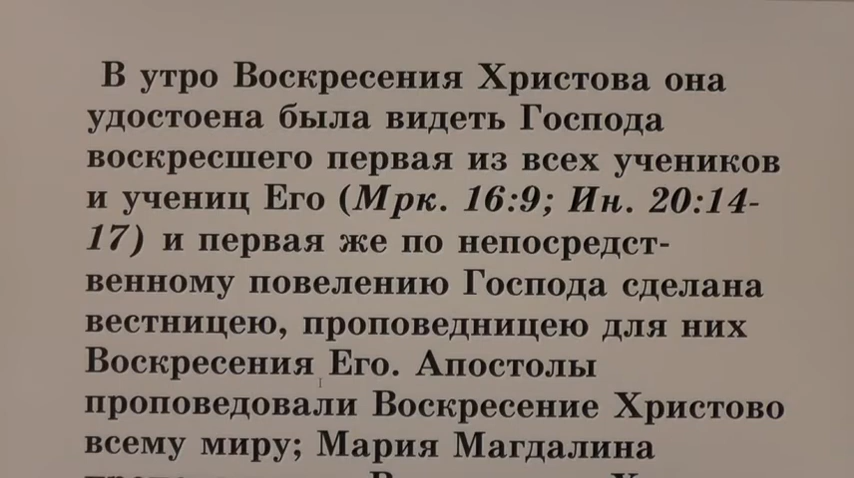 В утро Воскресения Христова она
удостоена была видеть Господа
воскресшего первая из всех учеников
и учениц Его (Мрк. 16:9; Ин. 20:14-
17) и первая же по непосредст-
венному повелению Господа сделана
вестницею, проповедницею для них
Воскресения Его. Апостолы
проповедовали Воскресение Христово
всему миру; Мария Магдалина